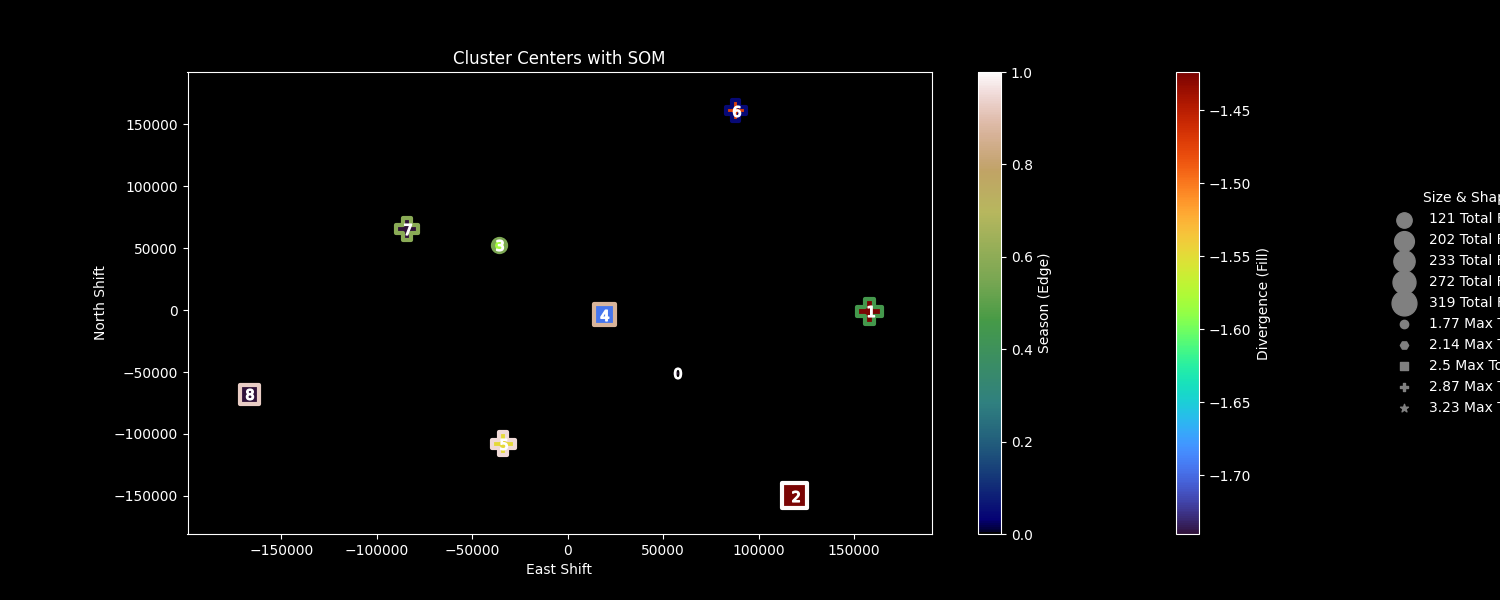 Cluster Centers with SOM
150000
100000
50000
0
−50000
−100000
−150000
North Shift
−150000
−100000
−50000
0
50000
100000
150000
East Shift
6
7
3
4
1
0
8
5
2
1.0
0.8
0.6
0.4
0.2
0.0
Season (Edge)
−1.45
−1.50
−1.55
−1.60
−1.65
−1.70
Divergence (Fill)
Size & Shap
121 Total F
202 Total F
233 Total F
272 Total F
319 Total F
1.77 Max T
2.14 Max T
2.5 Max To
2.87 Max T
3.23 Max T